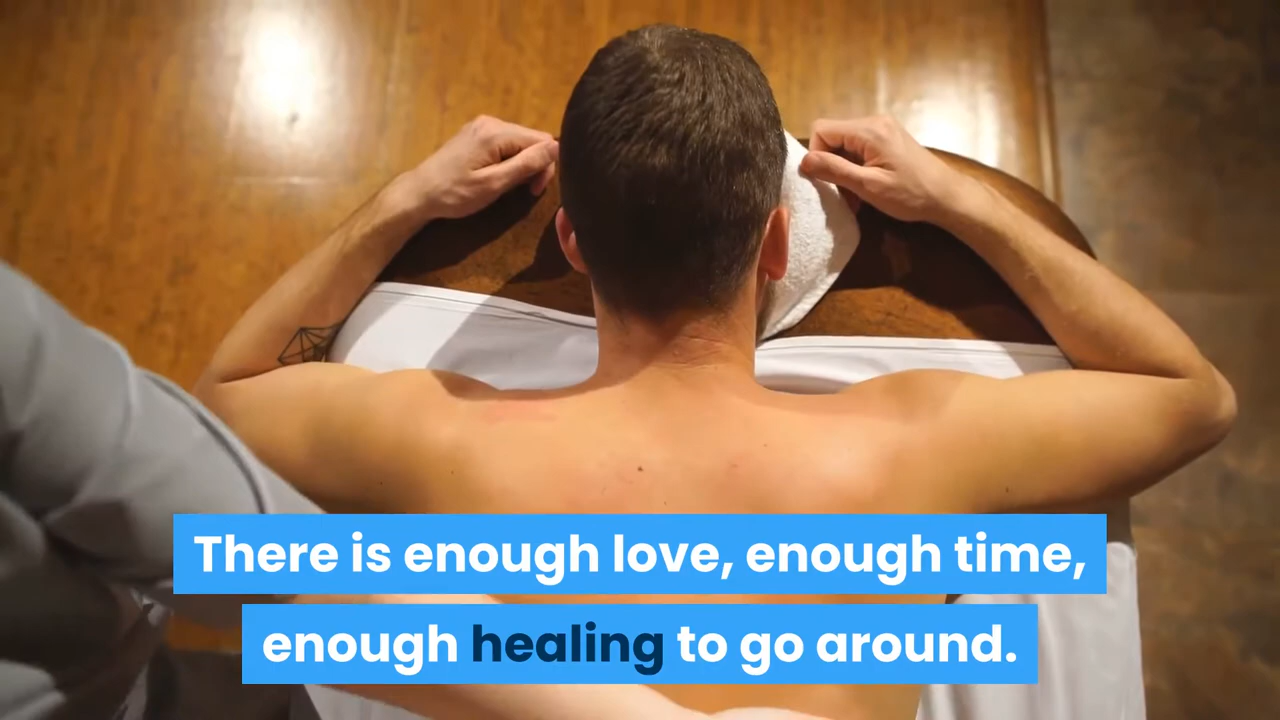 There is enough love, enough time,
enough healing to go around.